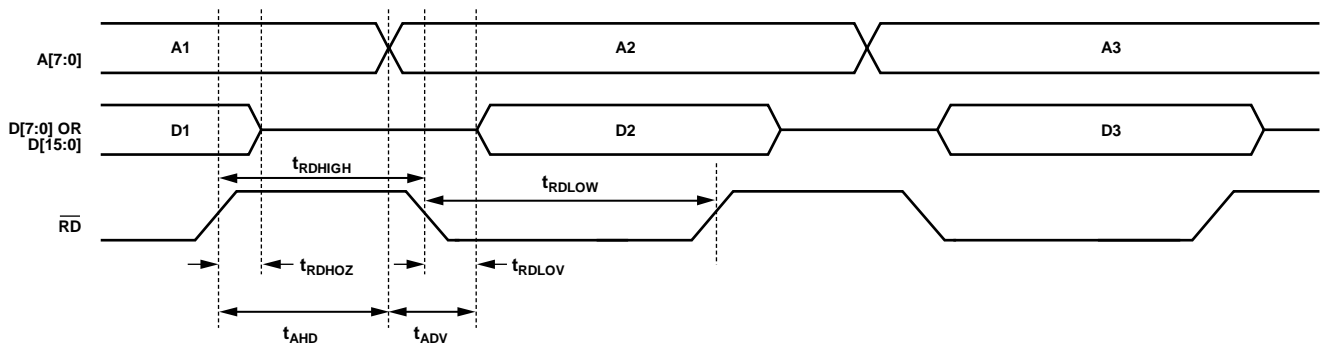 A[7:0]
A1
A2
A3
D[7:0] OR
D[15:0]
D1
D2
D3
tRDHIGH
tRDLOW
RD
tRDHOZ
tRDLOV
tAHD
tADV